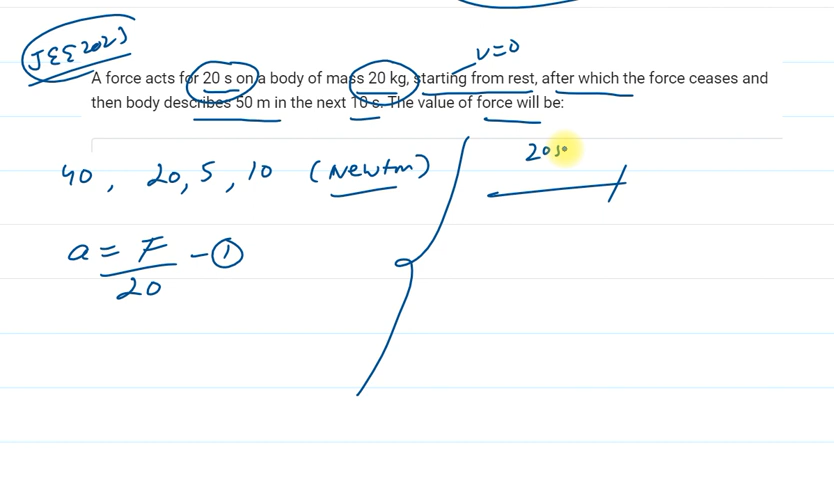 JEE 2023
v=0
A force acts for 20 s on a body of mass 20 kg, starting from rest, after which the force ceases and
then body describes 50 m in the next 10 s. The value of force will be:
40, 20, 5, 10 (Newtm)
20s
a = F/20 - ①